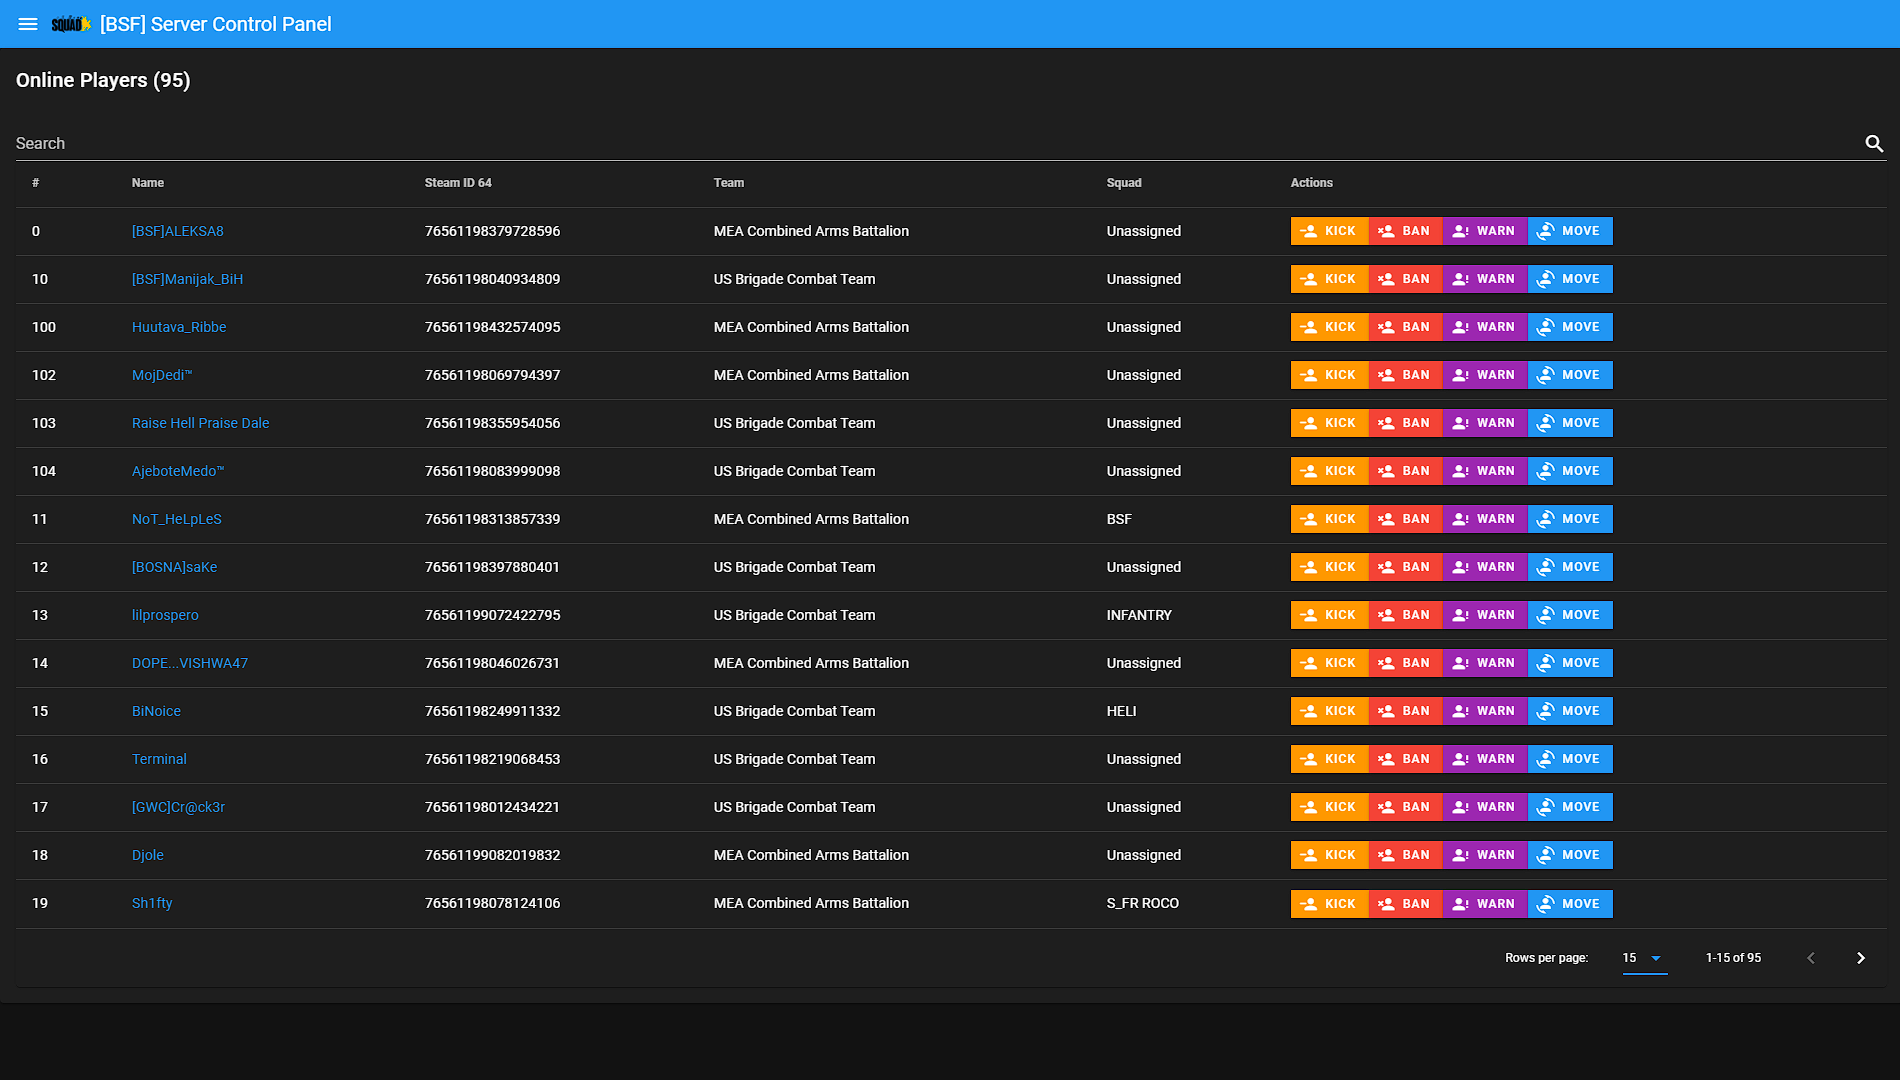 SQUAD [BSF] Server Control Panel
Online Players (95)
Search
# Name Steam ID 64 Team Squad Actions
0 [BSF]ALEKSA8 76561198379728596 MEA Combined Arms Battalion Unassigned KICK BAN WARN MOVE
10 [BSF]Manijak_BiH 76561198040934809 US Brigade Combat Team Unassigned KICK BAN WARN MOVE
100 Huutava_Ribbe 76561198432574095 MEA Combined Arms Battalion Unassigned KICK BAN WARN MOVE
102 MojDedi™ 76561198069794397 MEA Combined Arms Battalion Unassigned KICK BAN WARN MOVE
103 Raise Hell Praise Dale 76561198355954056 US Brigade Combat Team Unassigned KICK BAN WARN MOVE
104 AjeboteMedo™ 76561198083999098 US Brigade Combat Team Unassigned KICK BAN WARN MOVE
11 NoT_HeLpLeS 76561198313857339 MEA Combined Arms Battalion BSF KICK BAN WARN MOVE
12 [BOSNA]saKe 76561198397880401 US Brigade Combat Team Unassigned KICK BAN WARN MOVE
13 lilprospero 76561199072422795 US Brigade Combat Team INFANTRY KICK BAN WARN MOVE
14 DOPE...VISHWA47 76561198046026731 MEA Combined Arms Battalion Unassigned KICK BAN WARN MOVE
15 BiNoice 76561198249911332 US Brigade Combat Team HELI KICK BAN WARN MOVE
16 Terminal 76561198219068453 US Brigade Combat Team Unassigned KICK BAN WARN MOVE
17 [GWC]Cr@ck3r 76561198012434221 US Brigade Combat Team Unassigned KICK BAN WARN MOVE
18 Djole 76561199082019832 MEA Combined Arms Battalion Unassigned KICK BAN WARN MOVE
19 Sh1fty 76561198078124106 MEA Combined Arms Battalion S_FR ROCO KICK BAN WARN MOVE
Rows per page: 15 1-15 of 95